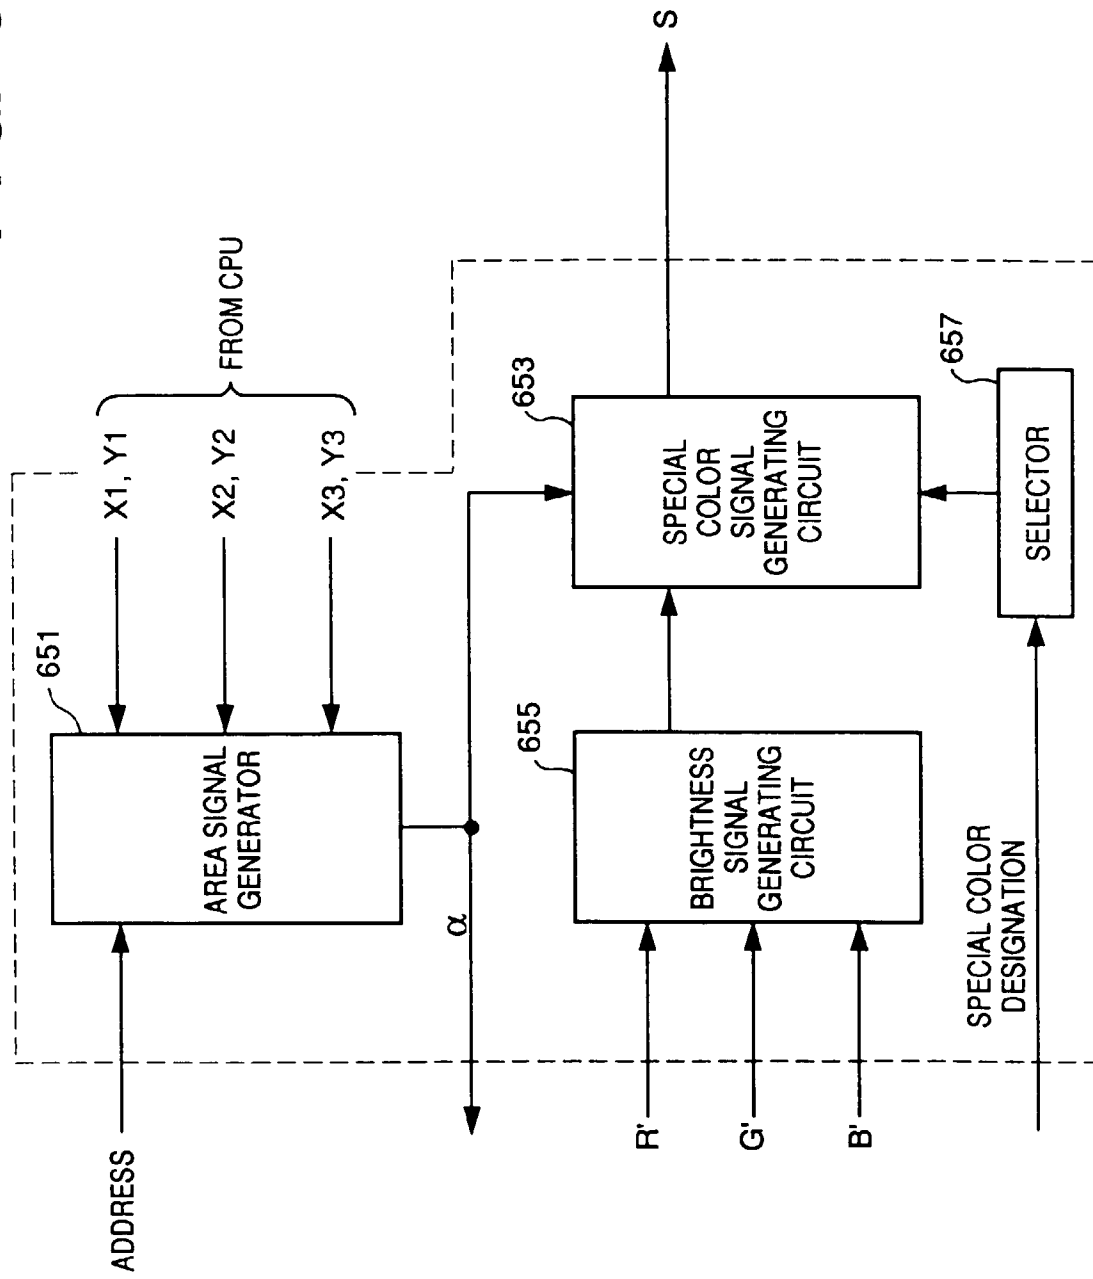 ADDRESS
651
AREA SIGNAL
GENERATOR
X1, Y1
X2, Y2
X3, Y3
FROM CPU
α
R'
G'
B'
655
BRIGHTNESS
SIGNAL
GENERATING
CIRCUIT
653
SPECIAL
COLOR
SIGNAL
GENERATING
CIRCUIT
S
SPECIAL COLOR
DESIGNATION
657
SELECTOR